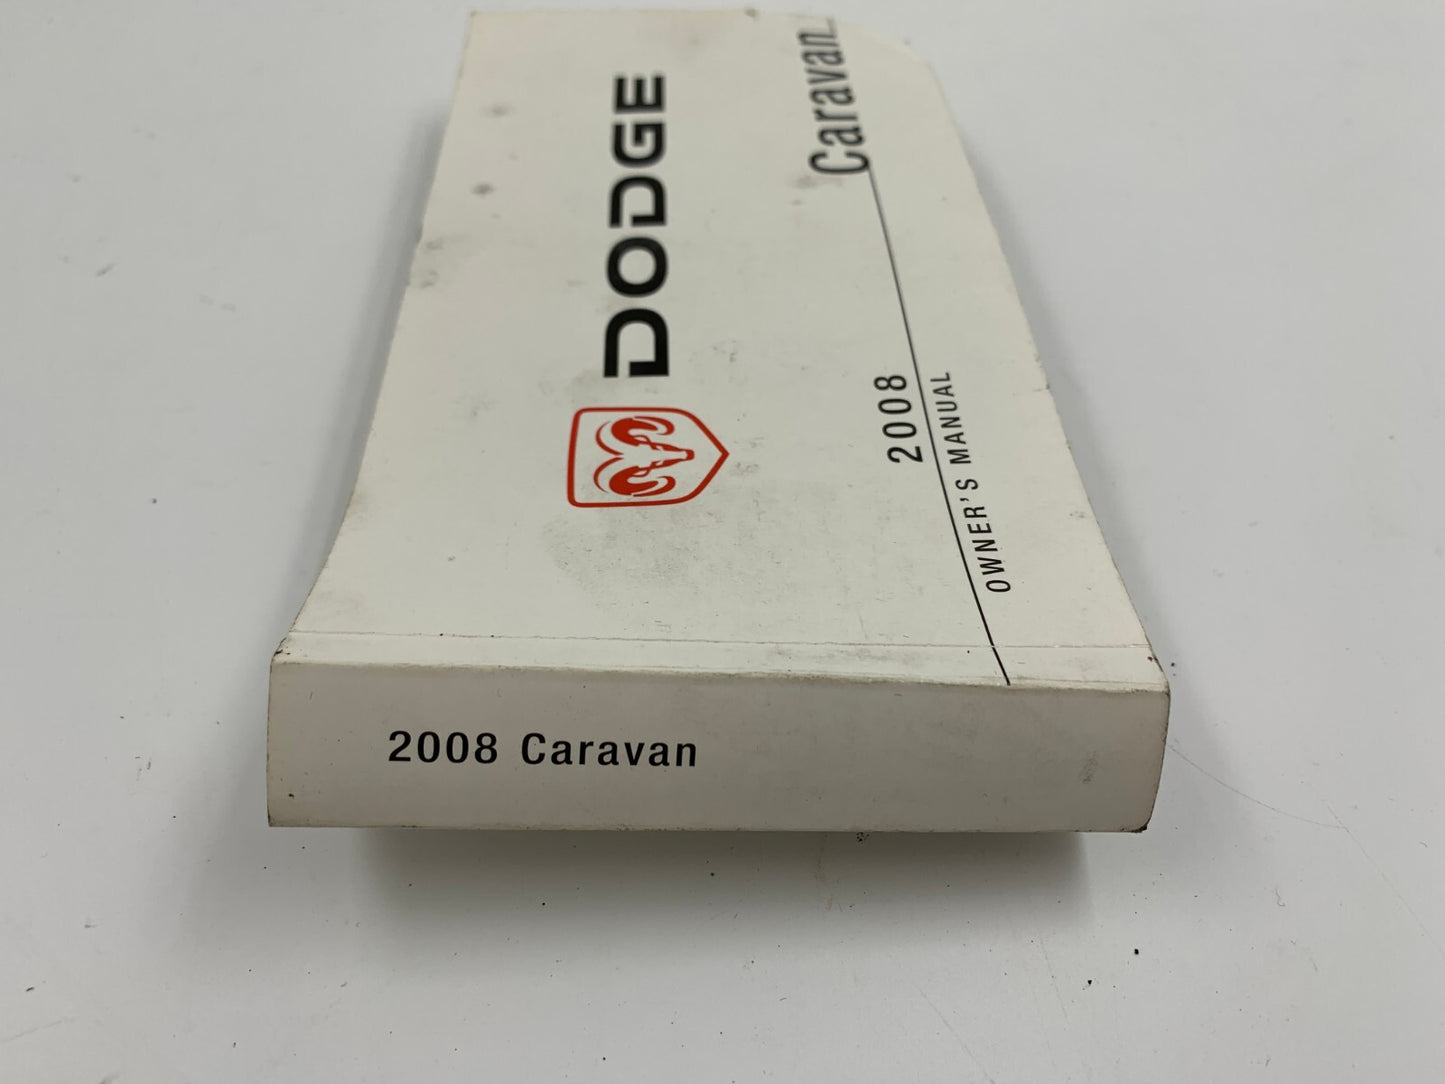 DODGE
Caravan
2008
OWNER'S MANUAL
2008 Caravan